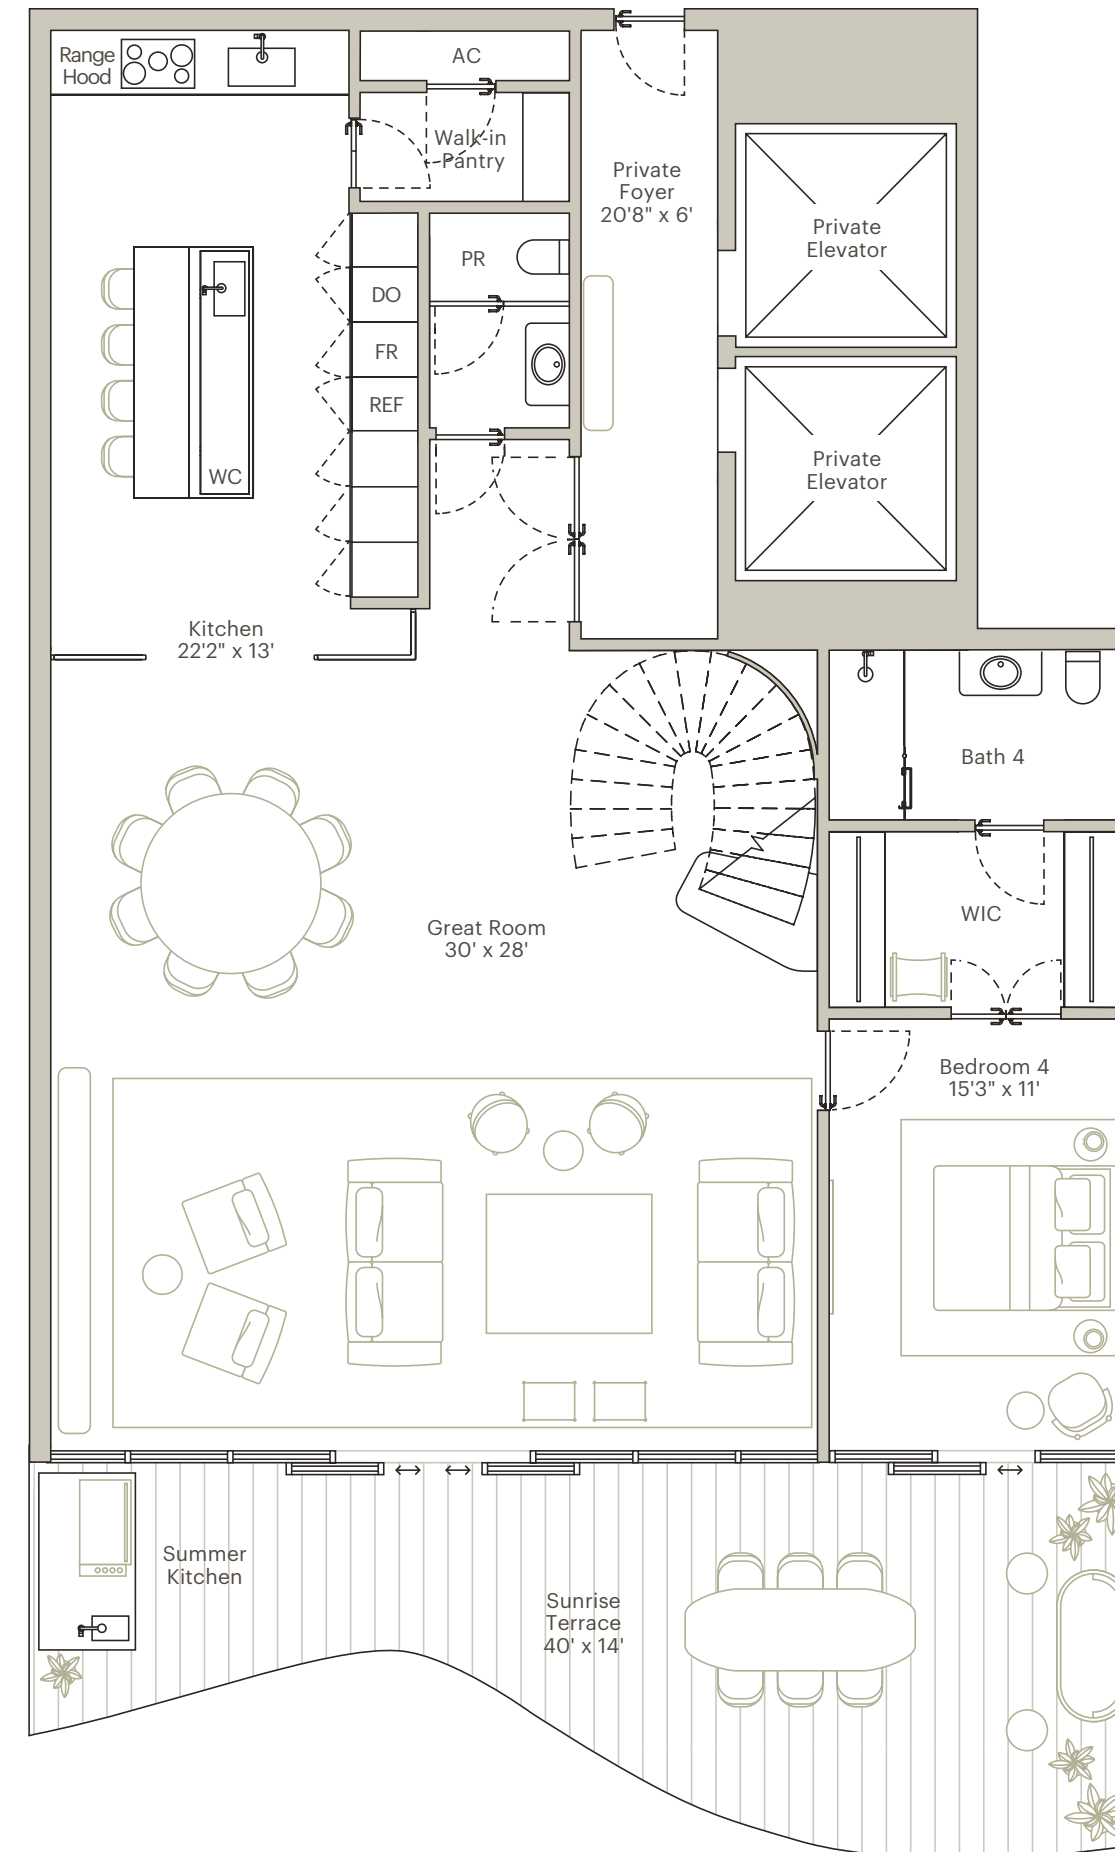 Range
Hood
AC
Walk-in
Pantry
Private
Foyer
20'8" x 6'
Private
Elevator
PR
DO
FR
REF
WC
Private
Elevator
Kitchen
22'2" x 13'
Bath 4
WIC
Great Room
30' x 28'
Bedroom 4
15'3" x 11'
Summer
Kitchen
Sunrise
Terrace
40' x 14'